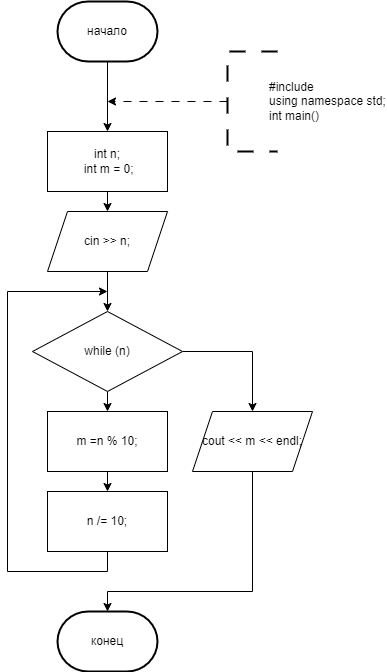 начало
#include
using namespace std;
int main()
int n;
int m = 0;
cin >> n;
while (n)
m =n % 10;
cout << m << endl;
n /= 10;
конец